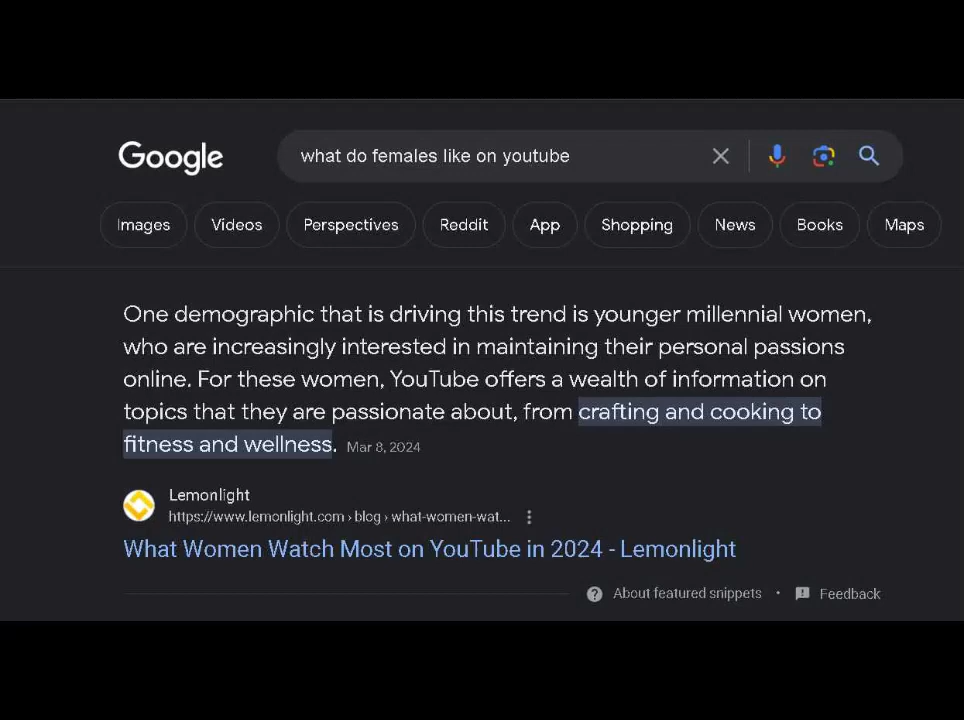 Google
what do females like on youtube
Images Videos Perspectives Reddit App Shopping News Books Maps
One demographic that is driving this trend is younger millennial women,
who are increasingly interested in maintaining their personal passions
online. For these women, YouTube offers a wealth of information on
topics that they are passionate about, from crafting and cooking to
fitness and wellness. Mar 8, 2024
Lemonlight
https://www.lemonlight.com › blog › what-women-wat...
What Women Watch Most on YouTube in 2024 - Lemonlight
About featured snippets • Feedback